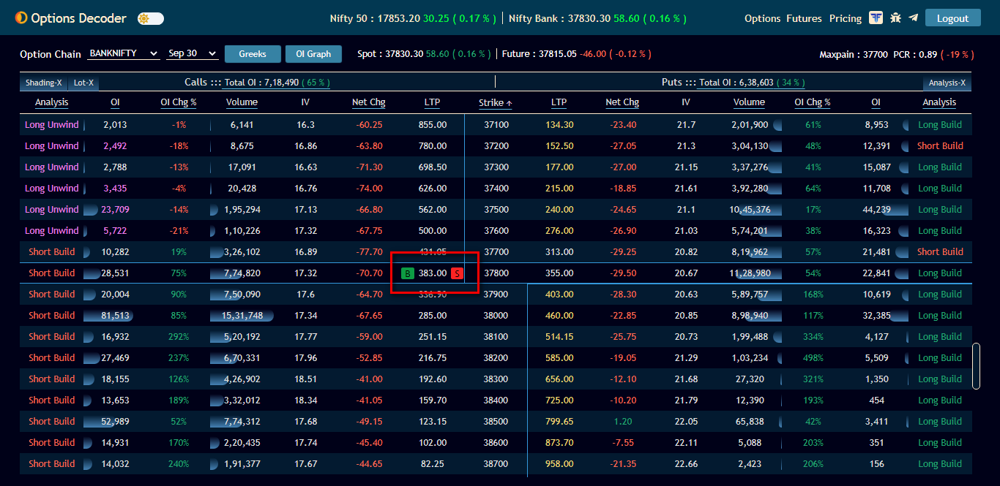 Options Decoder Nifty 50 : 17853.20 30.25 ( 0.17 % ) Nifty Bank : 37830.30 58.60 ( 0.16 % ) Options Futures Pricing Logout
Option Chain BANKNIFTY Sep 30 Greeks OI Graph Spot : 37830.30 58.60 ( 0.16 % ) Future : 37815.05 -46.00 ( -0.12 % ) Maxpain : 37700 PCR : 0.89 ( -19 % )
Shading-X Lot-X Calls ::: Total OI : 7,18,490 ( 65 % ) Puts ::: Total OI : 6,38,603 ( 34 % ) Analysis-X
Analysis OI OI Chg % Volume IV Net Chg LTP Strike ↑ LTP Net Chg IV Volume OI Chg % OI Analysis
Long Unwind 2,013 -1% 6,141 16.3 -60.25 855.00 37100 134.30 -23.40 21.7 2,01,900 61% 8,953 Long Build
Long Unwind 2,492 -18% 8,675 16.86 -63.80 780.00 37200 152.50 -27.05 21.3 3,04,130 48% 12,391 Short Build
Long Unwind 2,788 -13% 17,091 16.63 -71.30 698.50 37300 177.00 -27.00 21.15 3,37,276 41% 15,087 Long Build
Long Unwind 3,435 -4% 20,428 16.76 -74.00 626.00 37400 215.00 -18.85 21.61 3,92,280 64% 11,708 Long Build
Long Unwind 23,709 -14% 1,95,294 17.13 -66.80 562.00 37500 240.00 -24.65 21.1 10,45,376 17% 44,239 Long Build
Long Unwind 5,722 -21% 1,10,226 17.32 -67.75 500.00 37600 276.00 -26.90 21.03 5,74,201 38% 16,323 Long Build
Short Build 10,282 19% 3,26,102 16.89 -77.70 431.05 37700 313.00 -29.25 20.82 8,19,962 57% 21,481 Short Build
Short Build 28,531 75% 7,74,820 17.32 -70.70 B 383.00 S 37800 355.00 -29.50 20.67 11,28,980 54% 22,841 Long Build
Short Build 20,004 90% 7,50,090 17.6 -64.70 336.90 37900 403.00 -28.30 20.63 5,89,757 168% 10,619 Long Build
Short Build 81,513 85% 15,31,748 17.34 -67.65 285.00 38000 460.00 -22.85 20.85 8,98,940 117% 32,385 Long Build
Short Build 16,932 292% 5,20,192 17.77 -59.00 251.15 38100 514.15 -25.75 20.73 1,99,488 334% 4,127 Long Build
Short Build 27,469 237% 6,70,331 17.96 -52.85 216.75 38200 585.00 -19.05 21.29 1,03,234 498% 5,509 Long Build
Short Build 18,155 126% 4,26,902 18.51 -41.00 192.60 38300 656.00 -12.10 21.68 27,320 321% 1,350 Long Build
Short Build 13,653 189% 3,32,012 18.34 -41.05 159.70 38400 725.00 -10.20 21.79 12,390 193% 454 Long Build
Short Build 52,989 52% 7,74,312 17.68 -49.15 123.15 38500 799.65 1.20 22.05 65,838 42% 3,411 Long Build
Short Build 14,931 170% 2,20,435 17.74 -45.40 102.00 38600 873.70 -7.55 22.11 5,088 203% 351 Long Build
Short Build 14,032 240% 1,91,377 17.67 -44.65 82.25 38700 958.00 -21.35 22.66 2,423 206% 156 Long Build